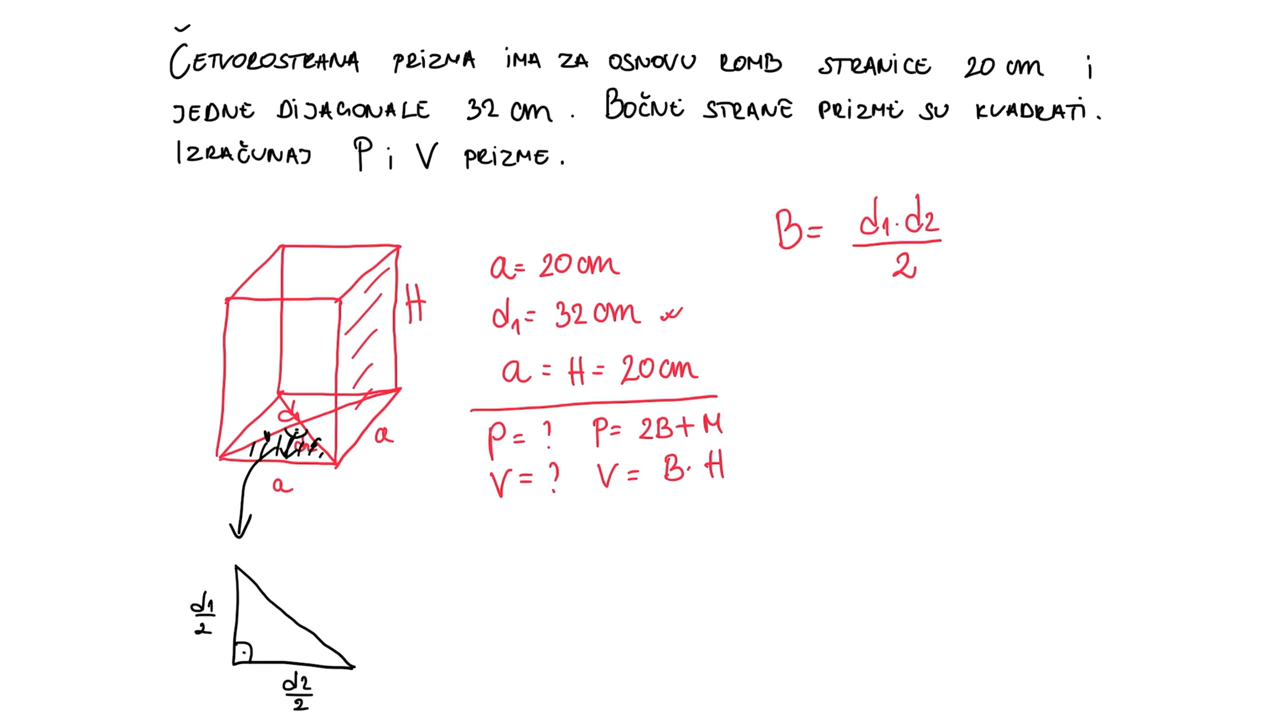 ČETVOROSTRANA PRIZMA IMA ZA OSNOVU ROMB STRANICE 20 cm i
JEDNE DIJAGONALE 32 cm. BOČNE STRANE PRIZME SU KVADRATI.
IZRAČUNAJ P i V PRIZME.
B = d1·d2 / 2
a = 20 cm
H
d1 = 32 cm
a = H = 20 cm
d1
P = ? P = 2B + M
a
V = ? V = B · H
a
d1/2
d2/2